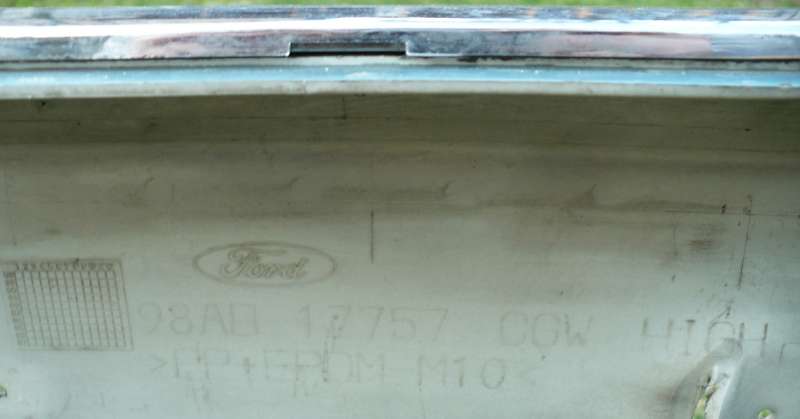 Ford
98AB 17757 CCW HIGH
>PP+EPDM M10<